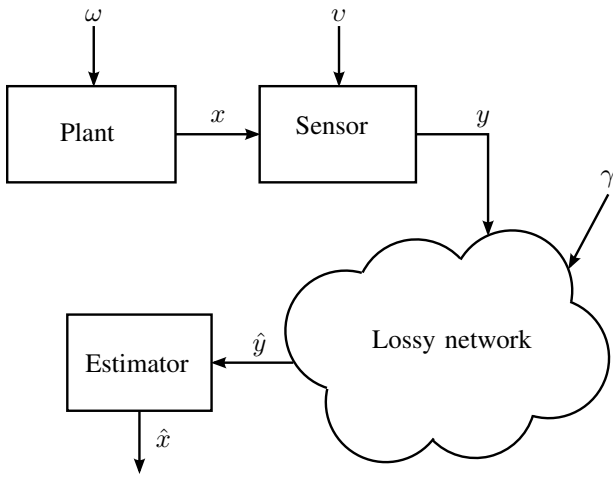 ω
υ
Plant
x
Sensor
y
γ
Lossy network
ŷ
Estimator
x̂